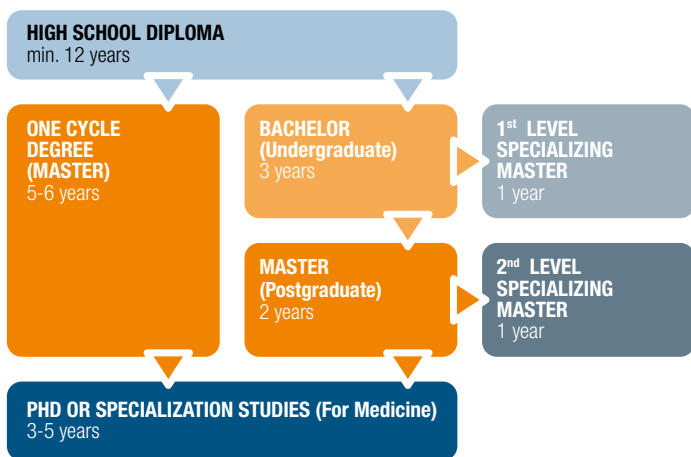 HIGH SCHOOL DIPLOMA
min. 12 years
ONE CYCLE
DEGREE
(MASTER)
5-6 years
BACHELOR
(Undergraduate)
3 years
1st LEVEL
SPECIALIZING
MASTER
1 year
MASTER
(Postgraduate)
2 years
2nd LEVEL
SPECIALIZING
MASTER
1 year
PHD OR SPECIALIZATION STUDIES (For Medicine)
3-5 years